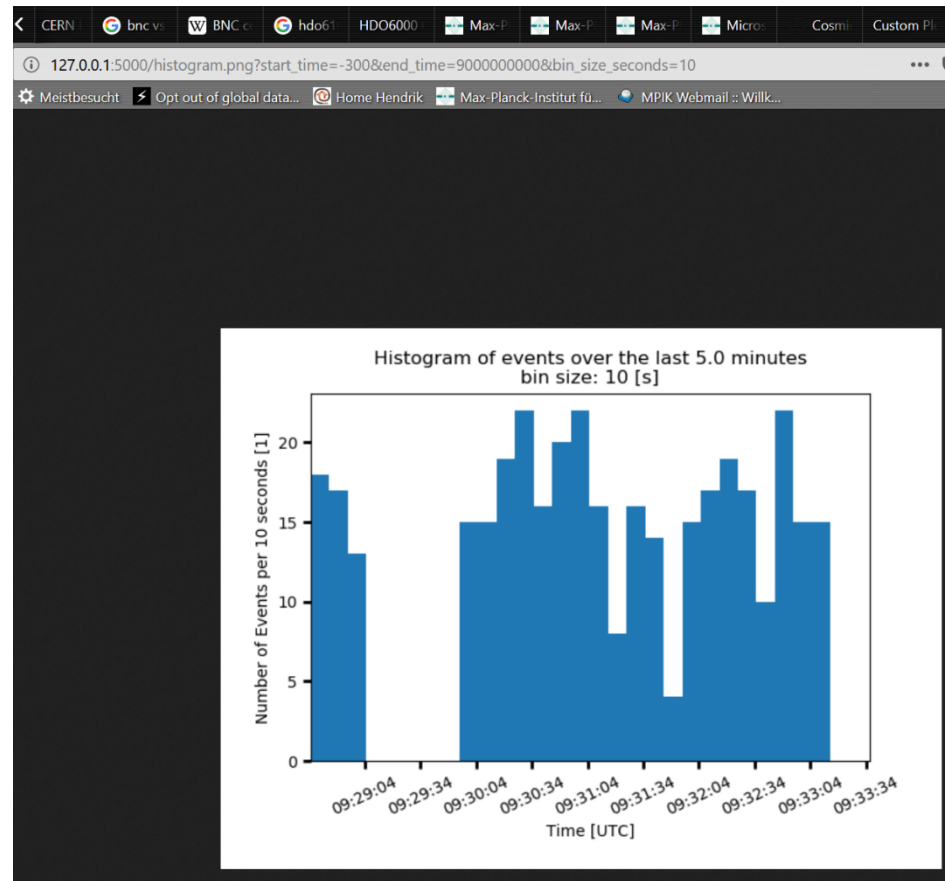 CERN bnc vs BNC co hdo61 HDO6000 Max-P Max-P Max-P Micros Cosmi Custom Pl
127.0.0.1:5000/histogram.png?start_time=-300&end_time=9000000000&bin_size_seconds=10
Meistbesucht Opt out of global data... Home Hendrik Max-Planck-Institut fü... MPIK Webmail :: Willk...
Histogram of events over the last 5.0 minutes
bin size: 10 [s]
Number of Events per 10 seconds [1]
20
15
10
5
0
09:29:04 09:29:34 09:30:04 09:30:34 09:31:04 09:31:34 09:32:04 09:32:34 09:33:04 09:33:34
Time [UTC]